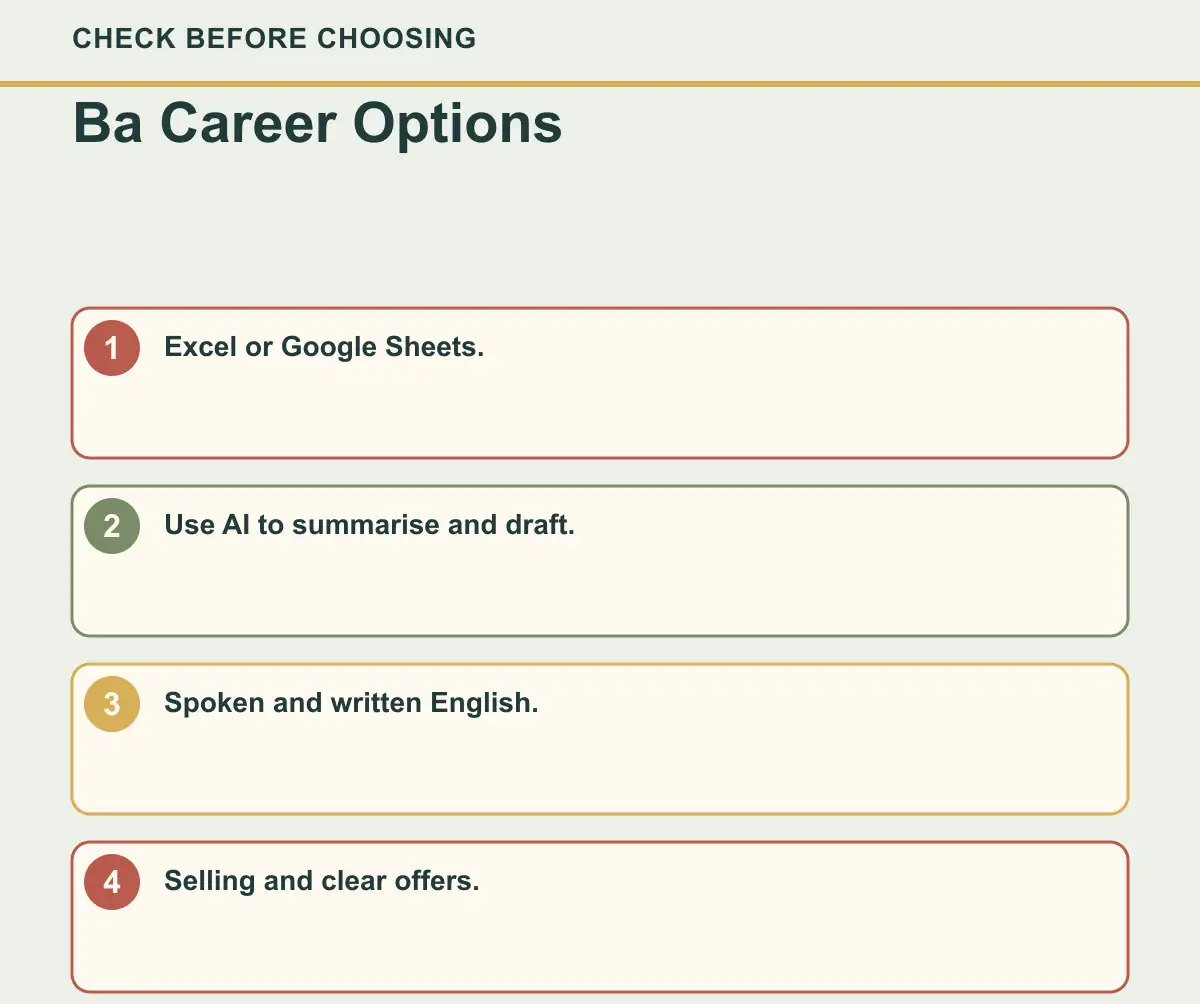 CHECK BEFORE CHOOSING
Ba Career Options
1
Excel or Google Sheets.
2
Use AI to summarise and draft.
3
Spoken and written English.
4
Selling and clear offers.